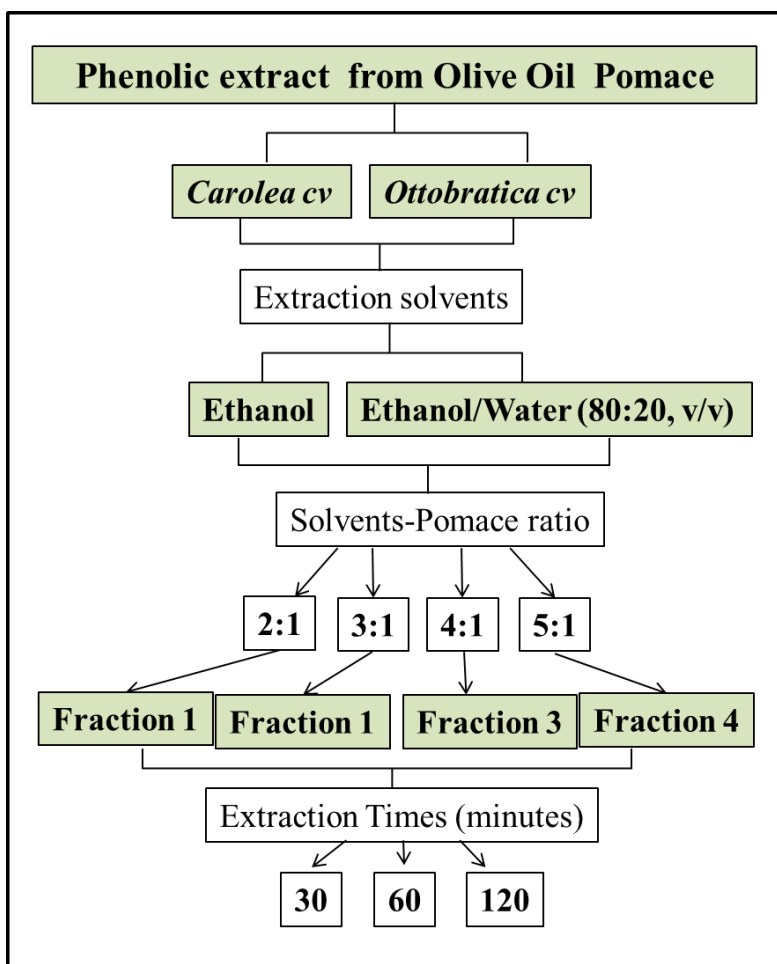 Phenolic extract from Olive Oil Pomace
Carolea cv
Ottobratica cv
Extraction solvents
Ethanol
Ethanol/Water (80:20, v/v)
Solvents-Pomace ratio
2:1
3:1
4:1
5:1
Fraction 1
Fraction 1
Fraction 3
Fraction 4
Extraction Times (minutes)
30
60
120